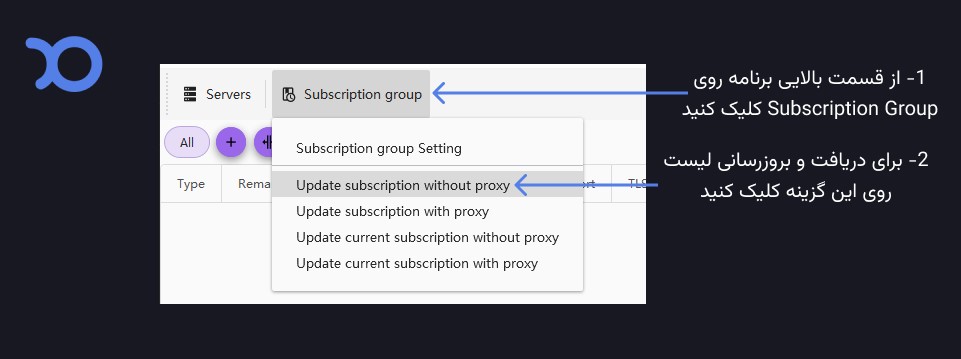 Servers
Subscription group
1- از قسمت بالایی برنامه روی
Subscription Group کلیک کنید
All
+
Subscription group Setting
Type
Rema
TLS
Update subscription without proxy
Update subscription with proxy
Update current subscription without proxy
Update current subscription with proxy
2- برای دریافت و بروزرسانی لیست
روی این گزینه کلیک کنید